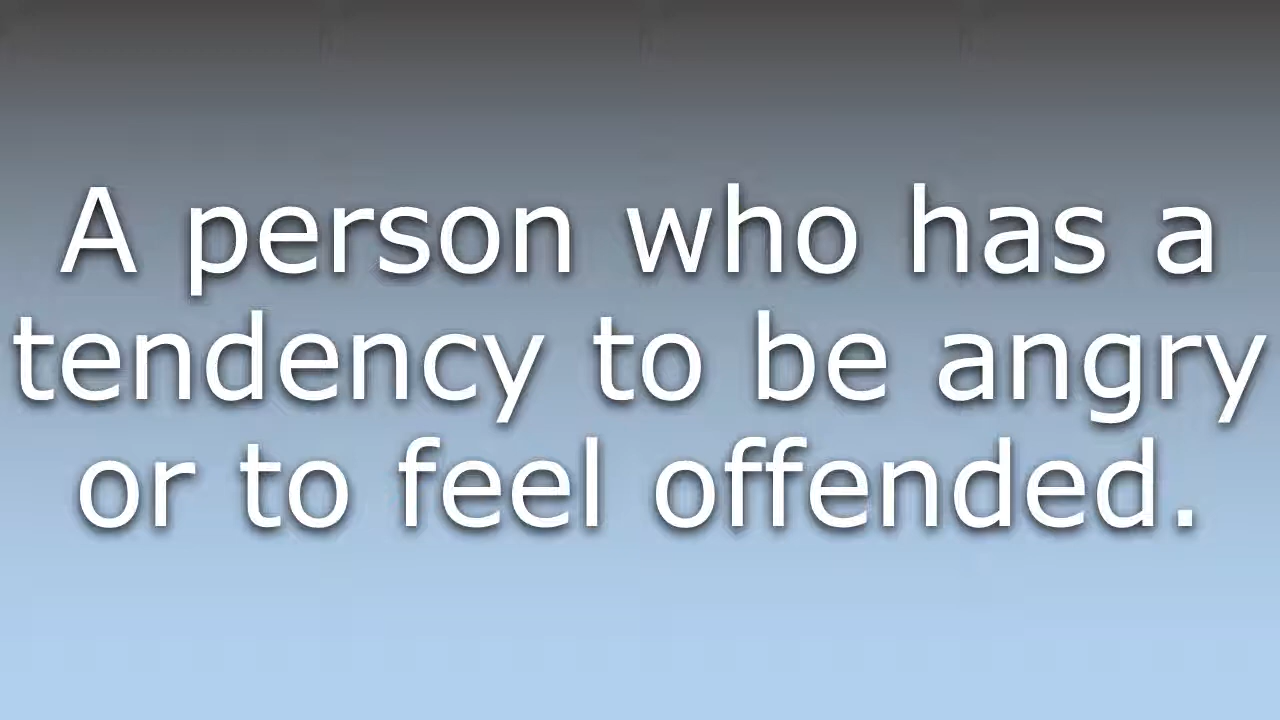 A person who has a
tendency to be angry
or to feel offended.